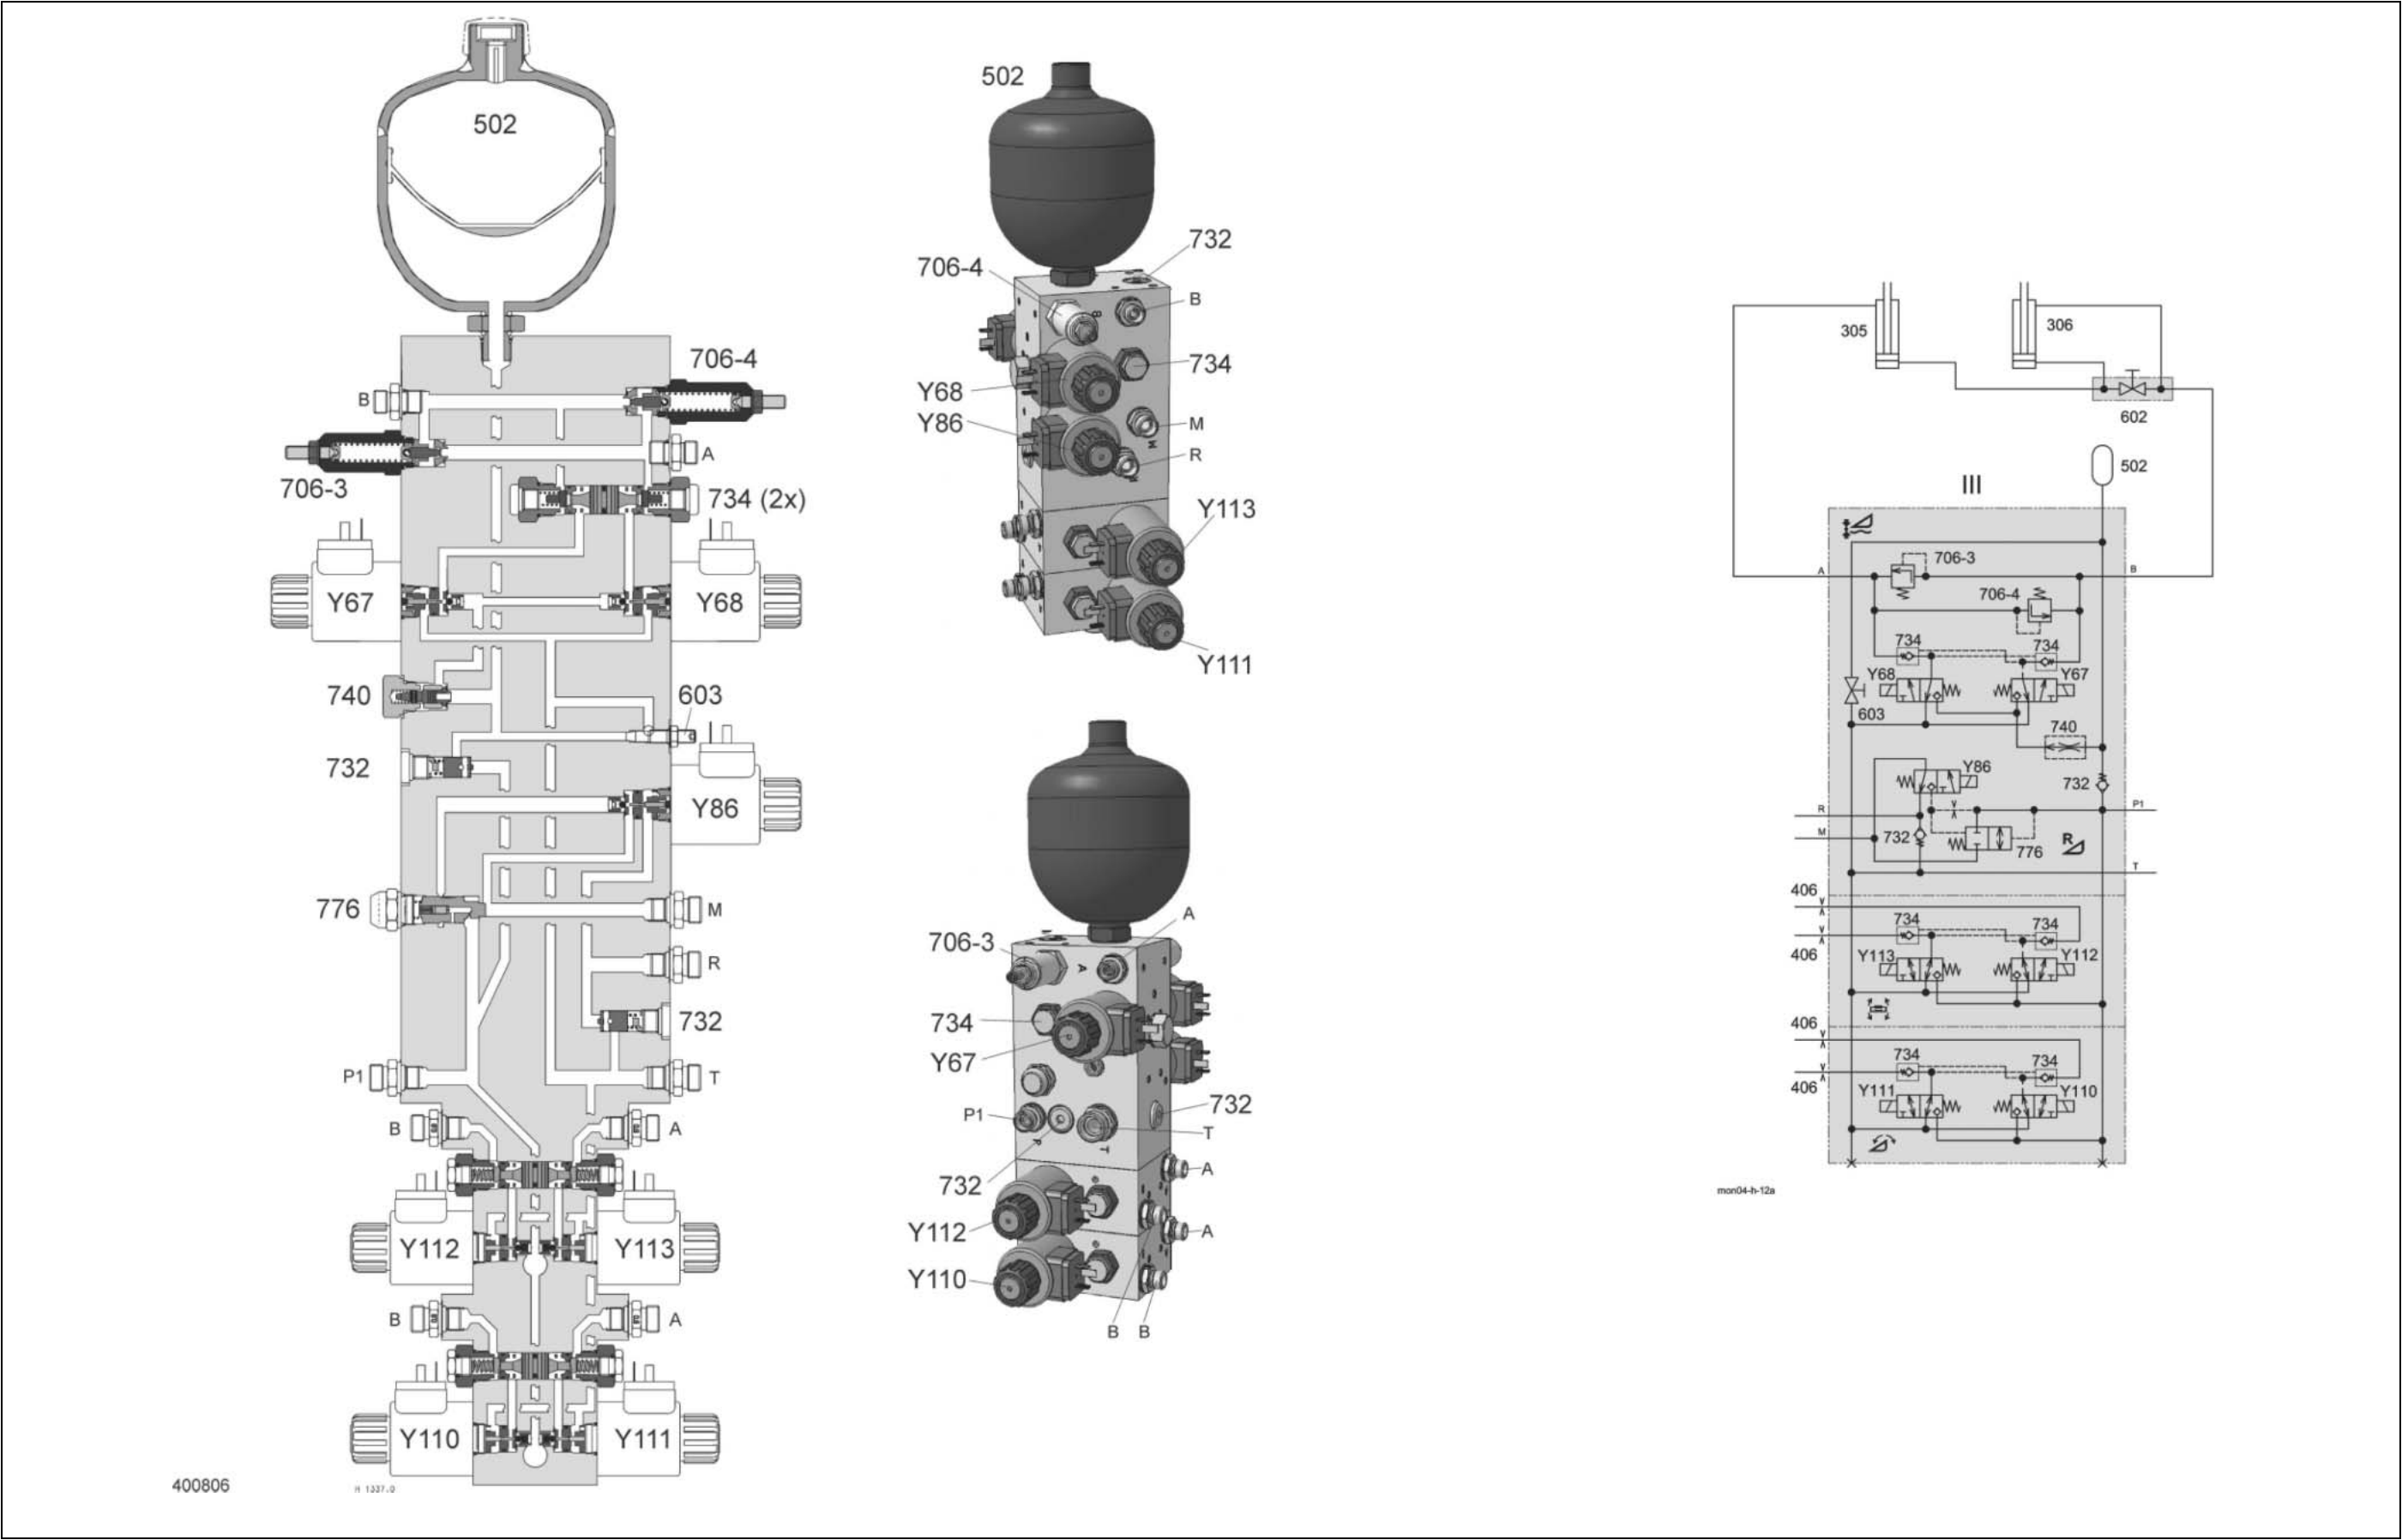 502
B
706-4
706-3
A
734 (2x)
Y67
Y68
740
603
732
Y86
776
M
R
732
P1
T
B
A
Y112
Y113
B
A
Y110
Y111
400806
H 1337.0
502
732
706-4
B
B
734
Y68
Y86
M
M
R
R
Y113
Y111
A
706-3
A
734
Y67
P1
P
732
T
T
732
A
Y112
A
Y110
B
B
305
306
602
502
III
706-3
A
B
706-4
734
734
Y68
Y67
603
740
Y86
732
R
P1
M
732
776
R
T
406
734
734
406
Y113
Y112
406
734
734
406
Y111
Y110
mon04-h-12a